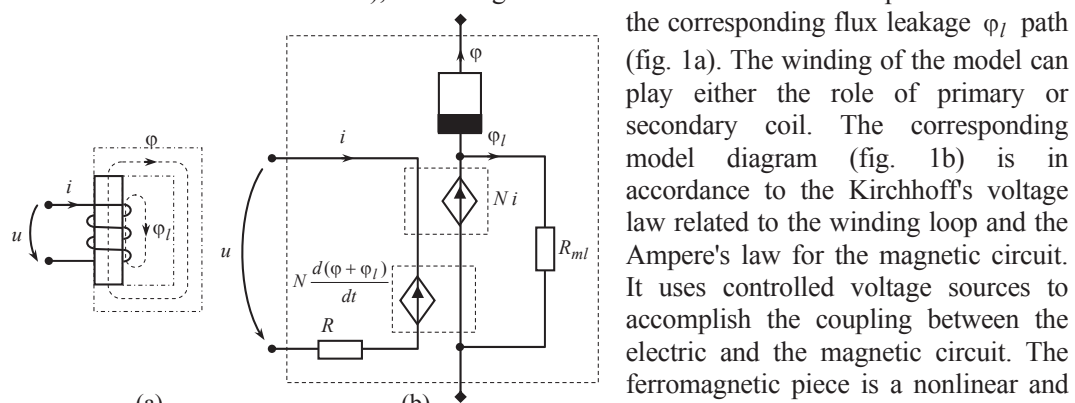 the corresponding flux leakage φl path
(fig. 1a). The winding of the model can
play either the role of primary or
secondary coil. The corresponding
model diagram (fig. 1b) is in
accordance to the Kirchhoff's voltage
law related to the winding loop and the
Ampere's law for the magnetic circuit.
It uses controlled voltage sources to
accomplish the coupling between the
electric and the magnetic circuit. The
ferromagnetic piece is a nonlinear and
φ
i
φl
u
(a)
φ
φl
i
N i
u
Rml
N d(φ + φl)/dt
R
(b)